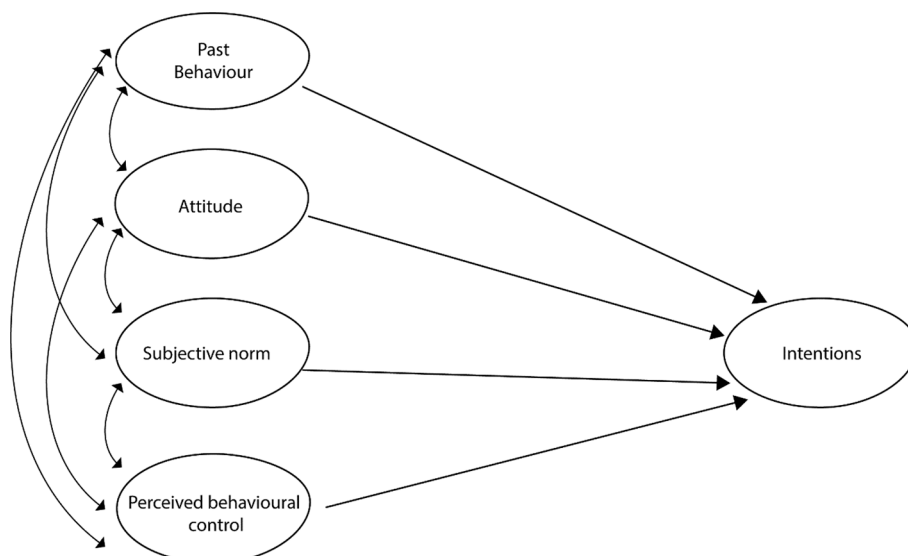 Past
Behaviour
Attitude
Subjective norm
Intentions
Perceived behavioural
control